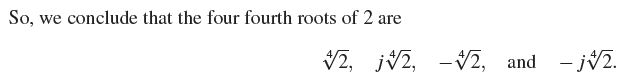 So, we conclude that the four fourth roots of 2 are
∜2, j∜2, −∜2, and −j∜2.